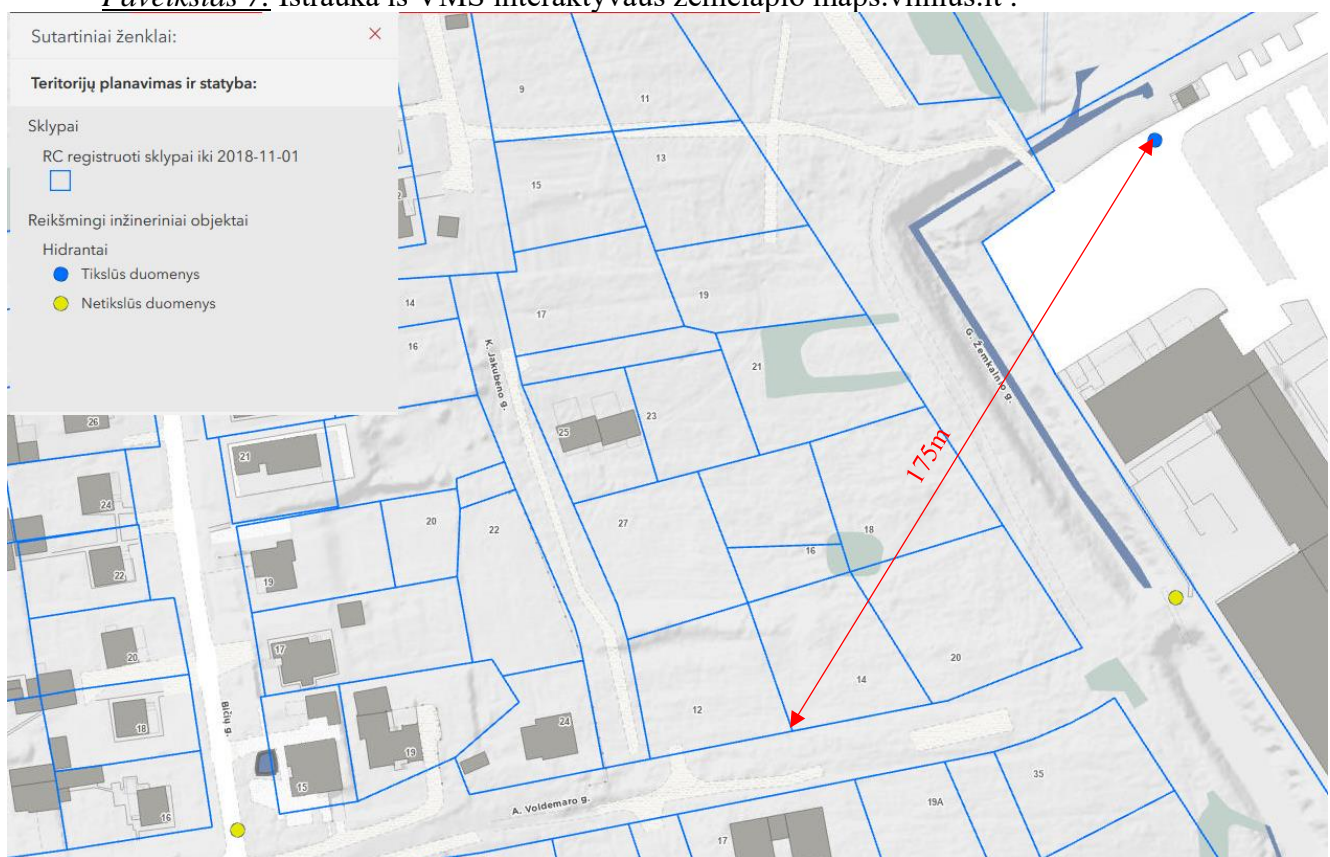 Paveikslas 7. Ištrauka iš VMS interaktyvaus žemėlapio maps.vilnius.lt .
Sutartiniai ženklai:
Teritorijų planavimas ir statyba:
Sklypai
RC registruoti sklypai iki 2018-11-01
Reikšmingi inžineriniai objektai
Hidrantai
Tikslūs duomenys
Netikslūs duomenys
9
11
13
15
2
14
19
17
16
K. Jakubėno g.
G. Žemkalnio g.
21
23
25
26
21
175m
24
20
22
27
18
16
22
19
17
20
20
14
12
18
Bičių g.
24
19
15
16
35
A. Voldemaro g.
19A
17